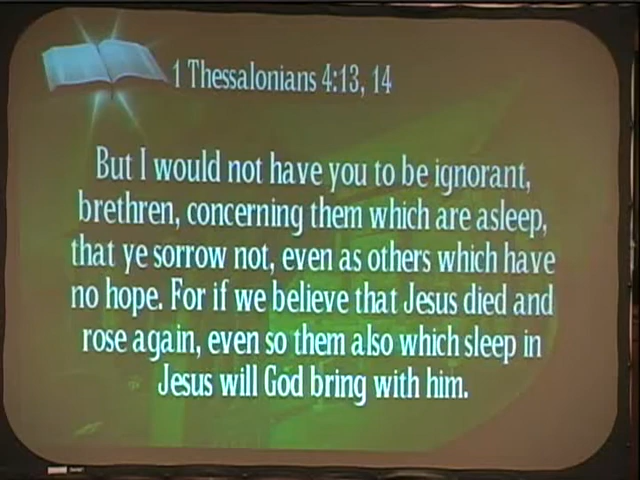 1 Thessalonians 4:13, 14
But I would not have you to be ignorant,
brethren, concerning them which are asleep,
that ye sorrow not, even as others which have
no hope. For if we believe that Jesus died and
rose again, even so them also which sleep in
Jesus will God bring with him.